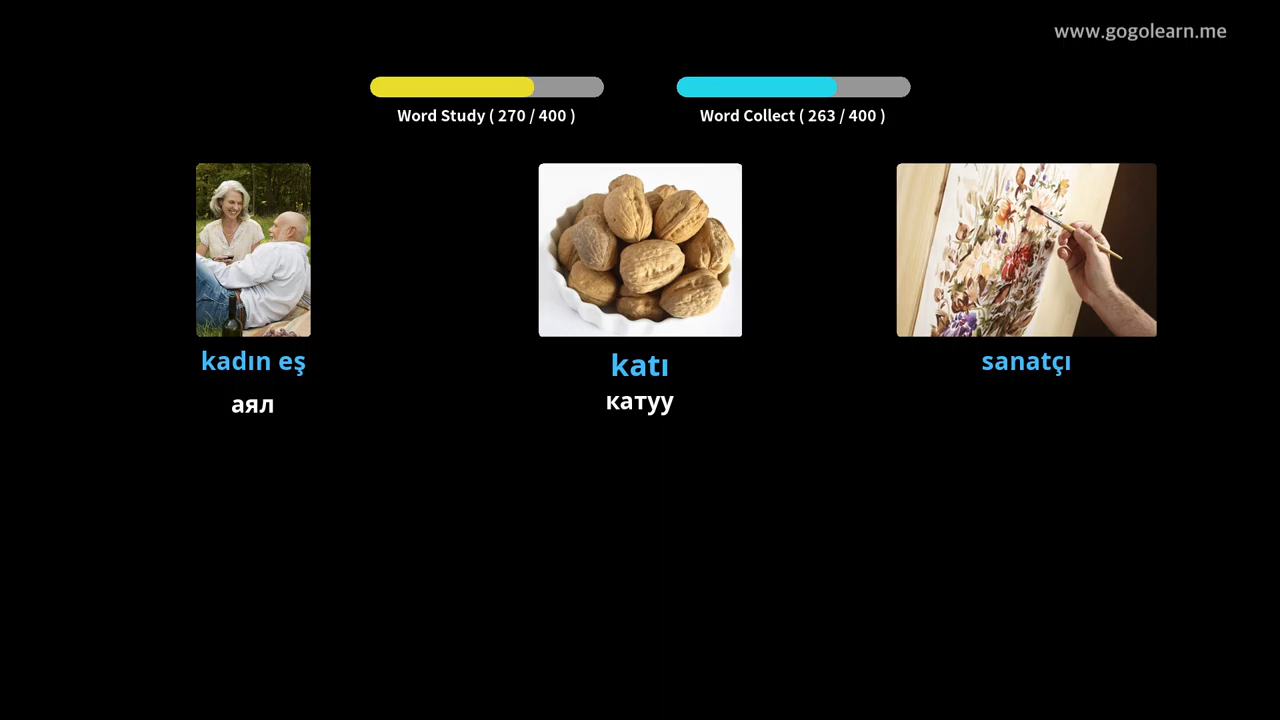 www.gogolearn.me
Word Study ( 270 / 400 )
Word Collect ( 263 / 400 )
kadın eş
katı
sanatçı
аял
катуу